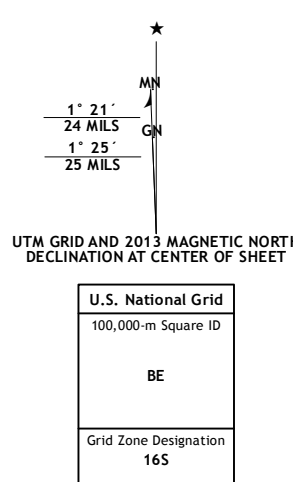 MN
1° 21´
24 MILS
GN
1° 25´
25 MILS
UTM GRID AND 2013 MAGNETIC NORTH
DECLINATION AT CENTER OF SHEET
U.S. National Grid
100,000-m Square ID
BE
Grid Zone Designation
16S